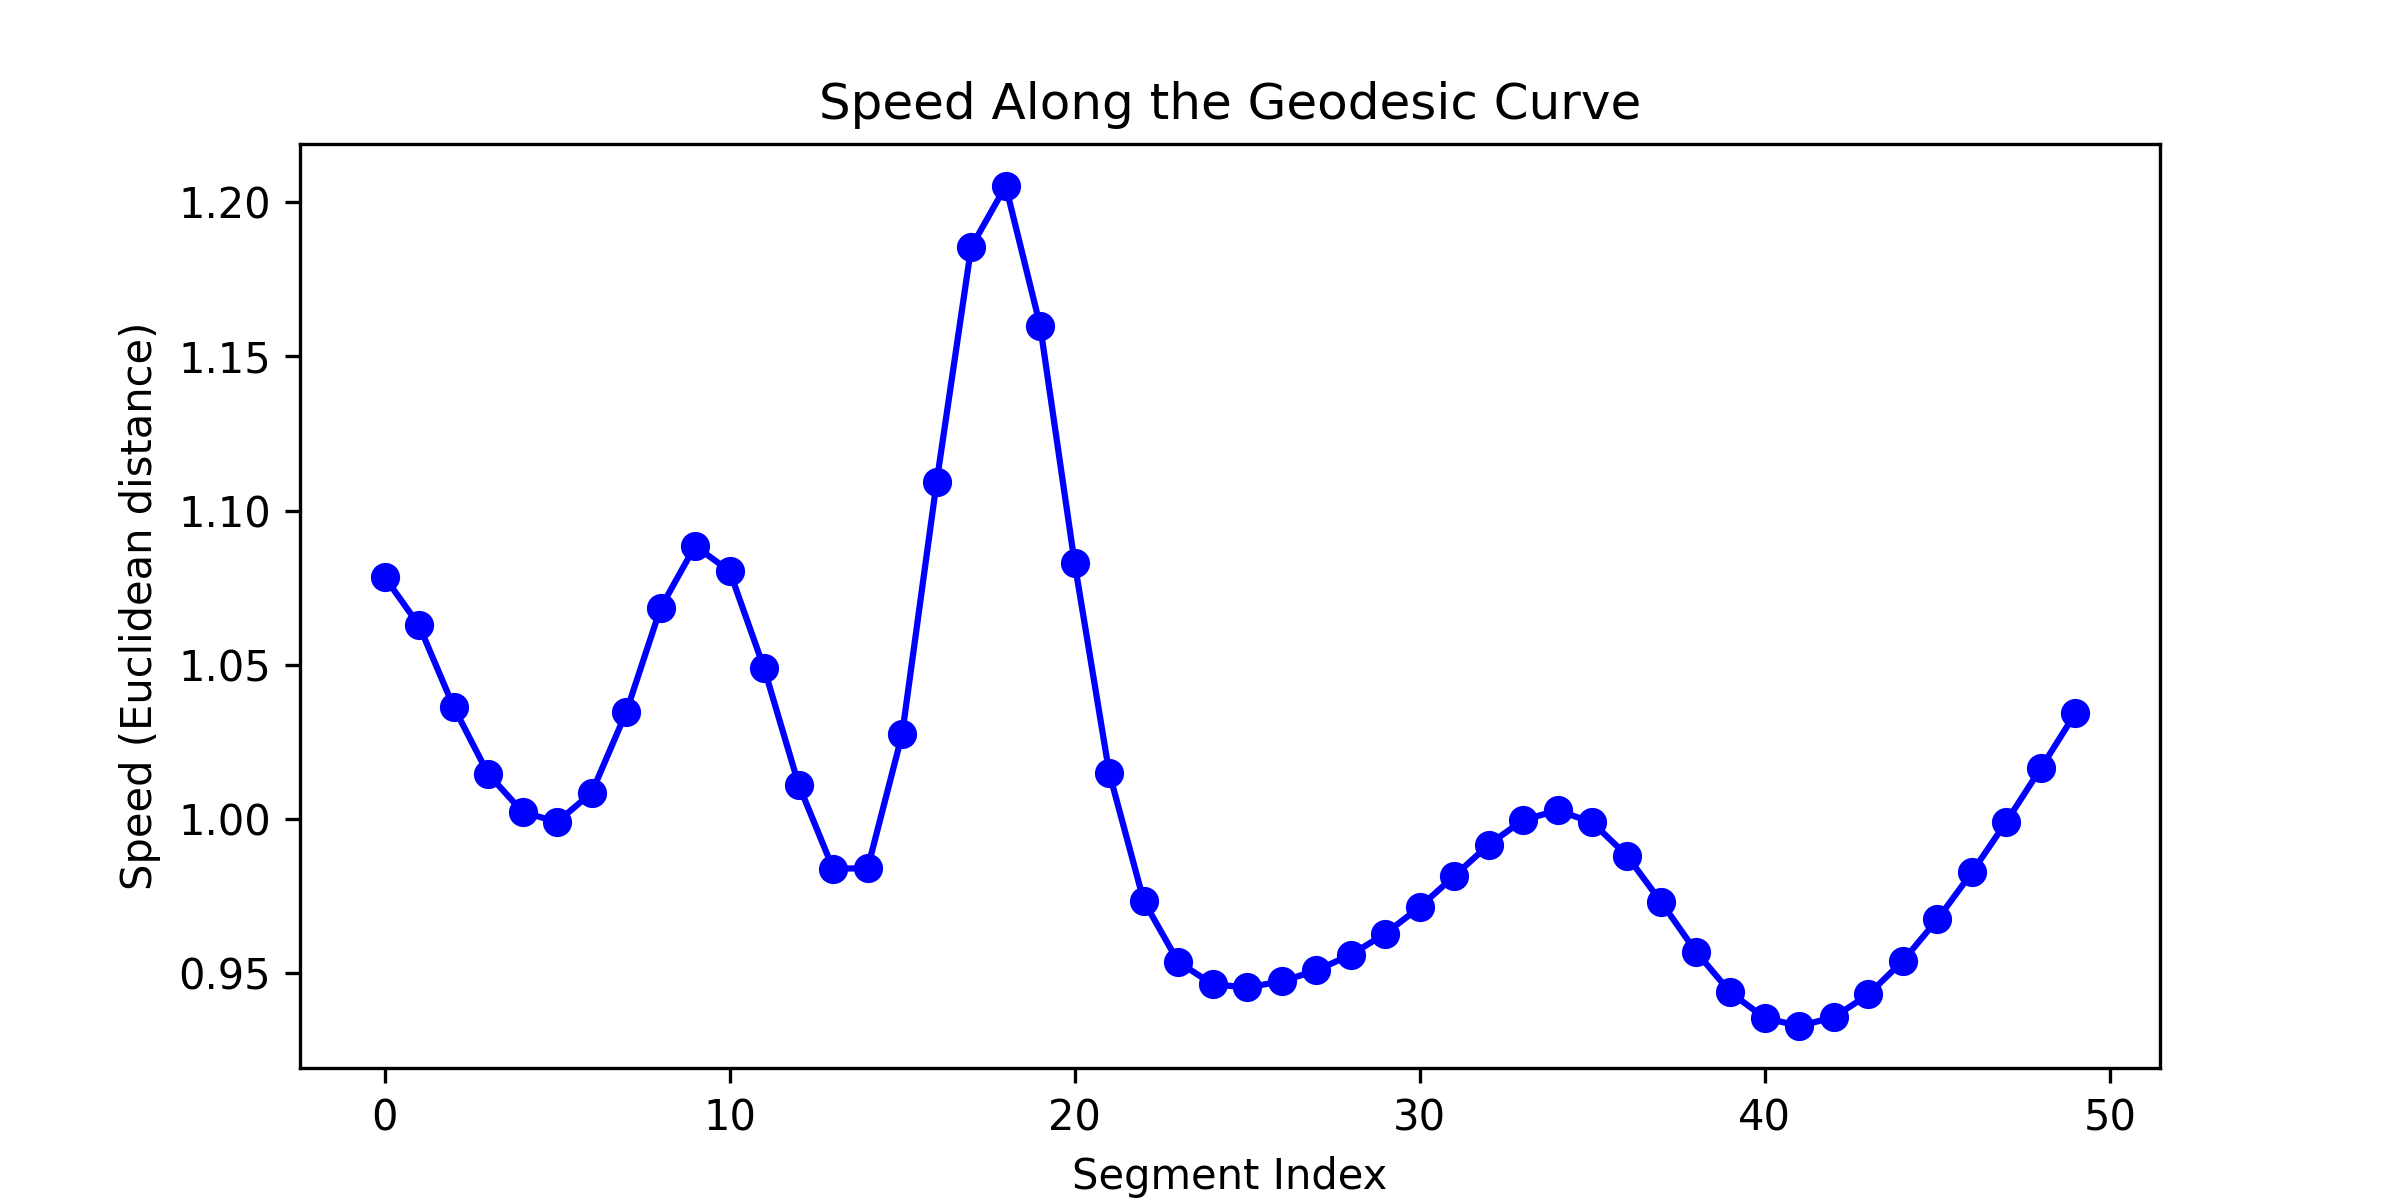 Speed Along the Geodesic Curve
Speed (Euclidean distance)
1.20
1.15
1.10
1.05
1.00
0.95
0 10 20 30 40 50
Segment Index